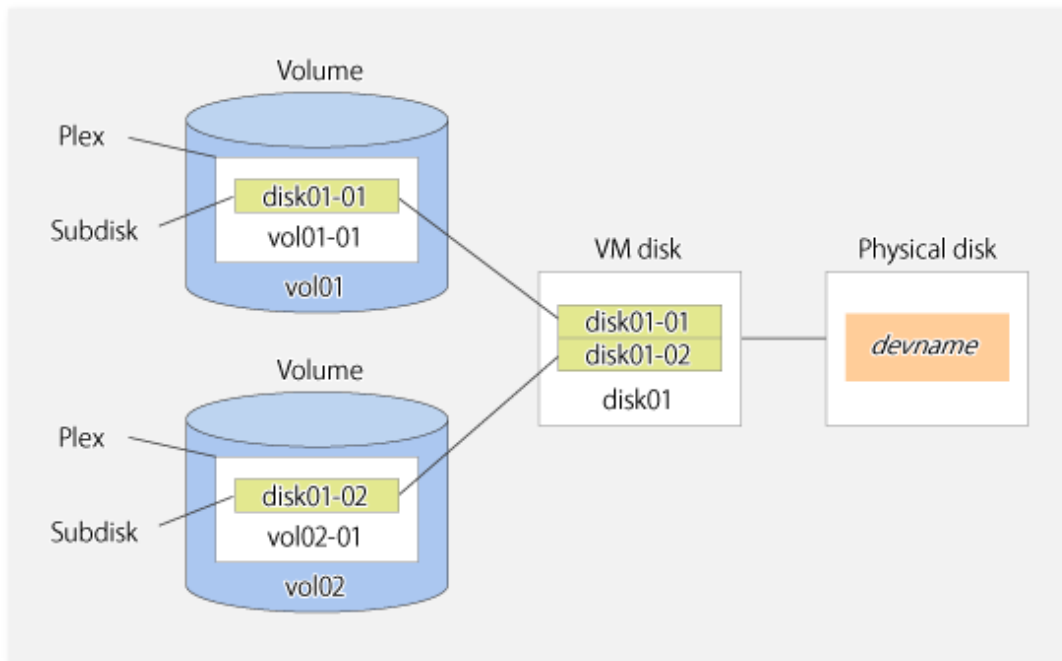 Volume
Plex
disk01-01
Subdisk
vol01-01
vol01
VM disk
disk01-01
disk01-02
disk01
Physical disk
devname
Volume
Plex
disk01-02
Subdisk
vol02-01
vol02